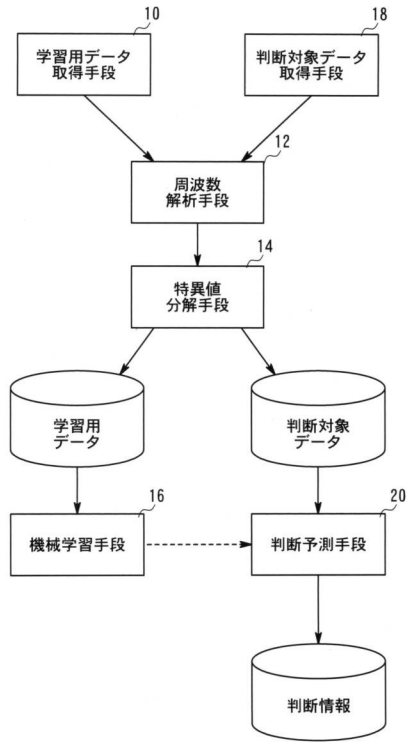 10
学習用データ
取得手段
18
判断対象データ
取得手段
12
周波数
解析手段
14
特異値
分解手段
学習用
データ
判断対象
データ
16
機械学習手段
20
判断予測手段
判断情報